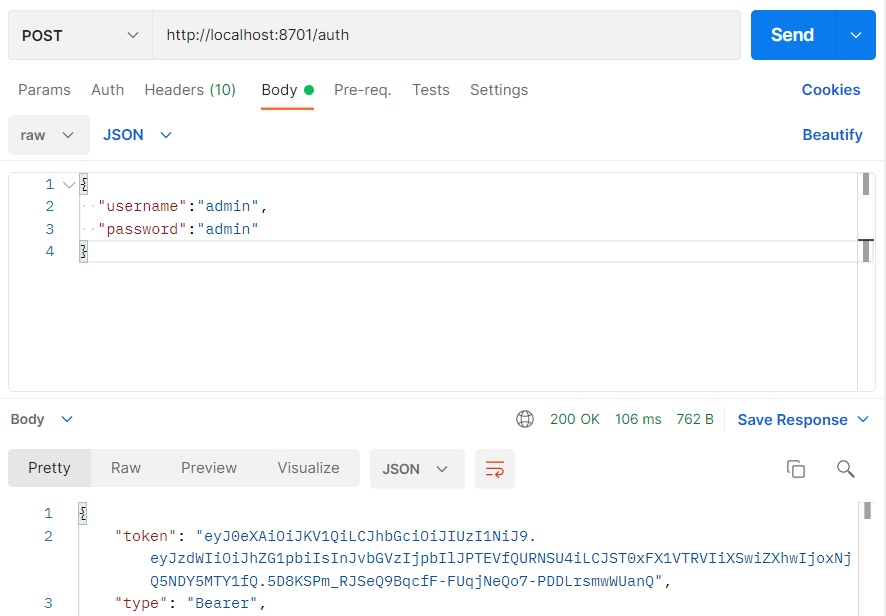 POST http://localhost:8701/auth Send
Params Auth Headers (10) Body Pre-req. Tests Settings Cookies
raw JSON Beautify
1 {
2 "username":"admin",
3 "password":"admin"
4 }
Body 200 OK 106 ms 762 B Save Response
Pretty Raw Preview Visualize JSON
1 {
2 "token": "eyJ0eXAiOiJKV1QiLCJhbGciOiJIUzI1NiJ9.
eyJzdWIiOiJhZG1pbiIsInJvbGVzIjpbIlJPTEVfQURNSU4iLCJST0xFX1VTRVIiXSwiZXhwIjoxNj
Q5NDY5MTY1fQ.5D8KSPm_RJSeQ9BqcfF-FUqjNeQo7-PDDLrsmwWUanQ",
3 "type": "Bearer",